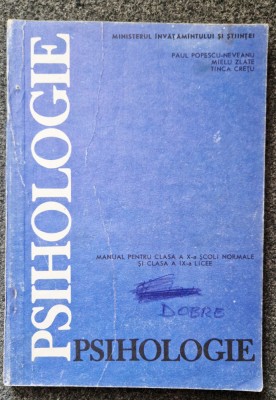 MINISTERUL ÎNVĂȚĂMÎNTULUI ȘI ȘTIINȚEI
PAUL POPESCU-NEVEANU
MIELU ZLATE
TINCA CREȚU
PSIHOLOGIE
MANUAL PENTRU CLASA A X-a ȘCOLI NORMALE
ȘI CLASA A IX-a LICEE
DOBRE
PSIHOLOGIE